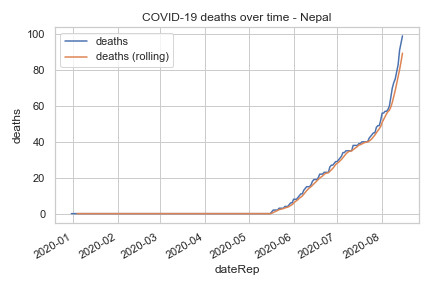 COVID-19 deaths over time - Nepal
deaths
deaths (rolling)
100
80
60
40
20
0
deaths
2020-01
2020-02
2020-03
2020-04
2020-05
2020-06
2020-07
2020-08
dateRep